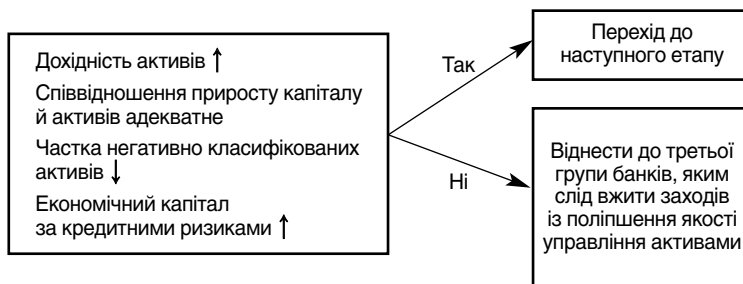 Дохідність активів ↑
Співвідношення приросту капіталу
й активів адекватне
Частка негативно класифікованих
активів ↓
Економічний капітал
за кредитними ризиками ↑
Так
Перехід до
наступного етапу
Ні
Віднести до третьої
групи банків, яким
слід вжити заходів
із поліпшення якості
управління активами